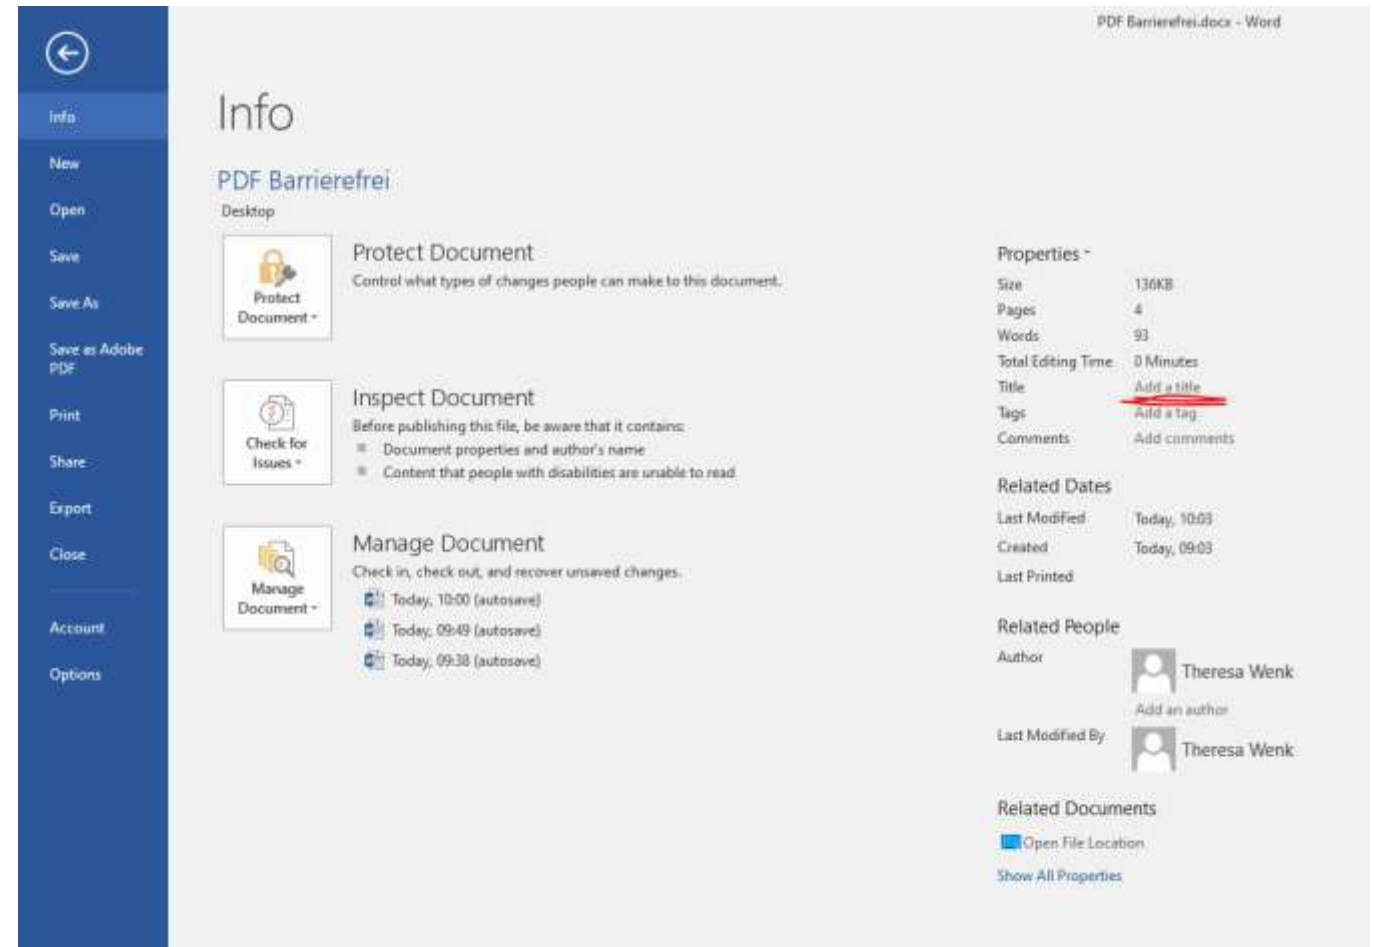 PDF Barrierefrei.docx - Word
Info
New
Open
Save
Save As
Save as Adobe
PDF
Print
Share
Export
Close
Account
Options
Info
PDF Barrierefrei
Desktop
Protect
Document
Protect Document
Control what types of changes people can make to this document.
Check for
Issues
Inspect Document
Before publishing this file, be aware that it contains:
Document properties and author's name
Content that people with disabilities are unable to read
Manage
Document
Manage Document
Check in, check out, and recover unsaved changes.
Today, 10:00 (autosave)
Today, 09:49 (autosave)
Today, 09:38 (autosave)
Properties
Size 136KB
Pages 4
Words 93
Total Editing Time 0 Minutes
Title Add a title
Tags Add a tag
Comments Add comments
Related Dates
Last Modified Today, 10:03
Created Today, 09:03
Last Printed
Related People
Author Theresa Wenk
Add an author
Last Modified By Theresa Wenk
Related Documents
Open File Location
Show All Properties